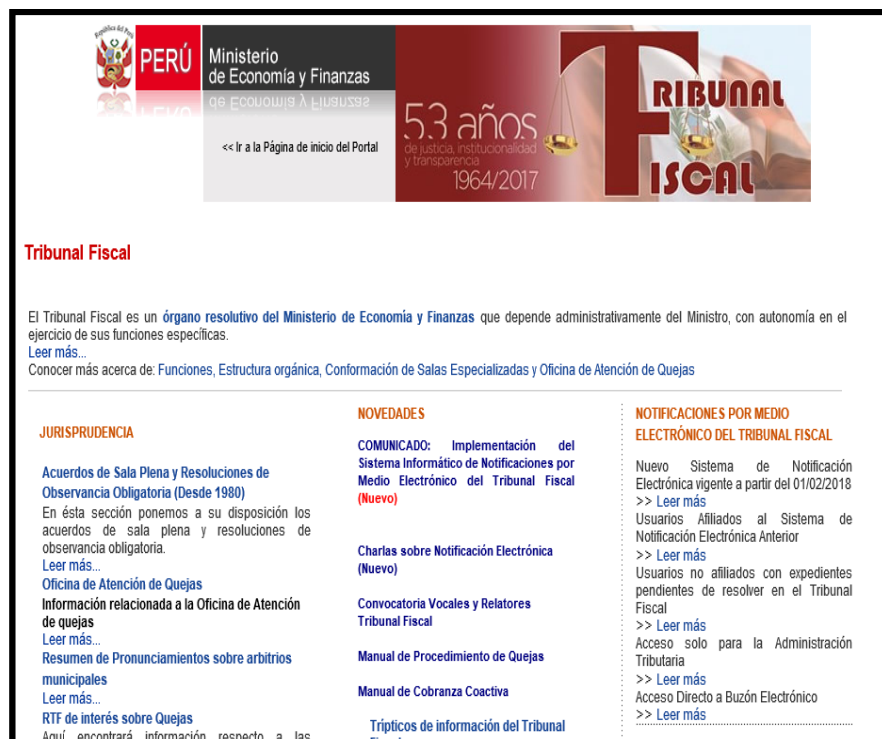 República del Perú
PERÚ
Ministerio
de Economía y Finanzas
<< Ir a la Página de inicio del Portal
53 años
de justicia, institucionalidad
y transparencia
1964/2017
TRIBUNAL
FISCAL
Tribunal Fiscal
El Tribunal Fiscal es un órgano resolutivo del Ministerio de Economía y Finanzas que depende administrativamente del Ministro, con autonomía en el
ejercicio de sus funciones específicas.
Leer más...
Conocer más acerca de: Funciones, Estructura orgánica, Conformación de Salas Especializadas y Oficina de Atención de Quejas
JURISPRUDENCIA
Acuerdos de Sala Plena y Resoluciones de
Observancia Obligatoria (Desde 1980)
En ésta sección ponemos a su disposición los
acuerdos de sala plena y resoluciones de
observancia obligatoria.
Leer más...
Oficina de Atención de Quejas
Información relacionada a la Oficina de Atención
de quejas
Leer más...
Resumen de Pronunciamientos sobre arbitrios
municipales
Leer más...
RTF de interés sobre Quejas
Aquí encontrará información respecto a las
NOVEDADES
COMUNICADO: Implementación del
Sistema Informático de Notificaciones por
Medio Electrónico del Tribunal Fiscal
(Nuevo)
Charlas sobre Notificación Electrónica
(Nuevo)
Convocatoria Vocales y Relatores
Tribunal Fiscal
Manual de Procedimiento de Quejas
Manual de Cobranza Coactiva
Trípticos de información del Tribunal
NOTIFICACIONES POR MEDIO
ELECTRÓNICO DEL TRIBUNAL FISCAL
Nuevo Sistema de Notificación
Electrónica vigente a partir del 01/02/2018
>> Leer más
Usuarios Afiliados al Sistema de
Notificación Electrónica Anterior
>> Leer más
Usuarios no afiliados con expedientes
pendientes de resolver en el Tribunal
Fiscal
>> Leer más
Acceso solo para la Administración
Tributaria
>> Leer más
Acceso Directo a Buzón Electrónico
>> Leer más